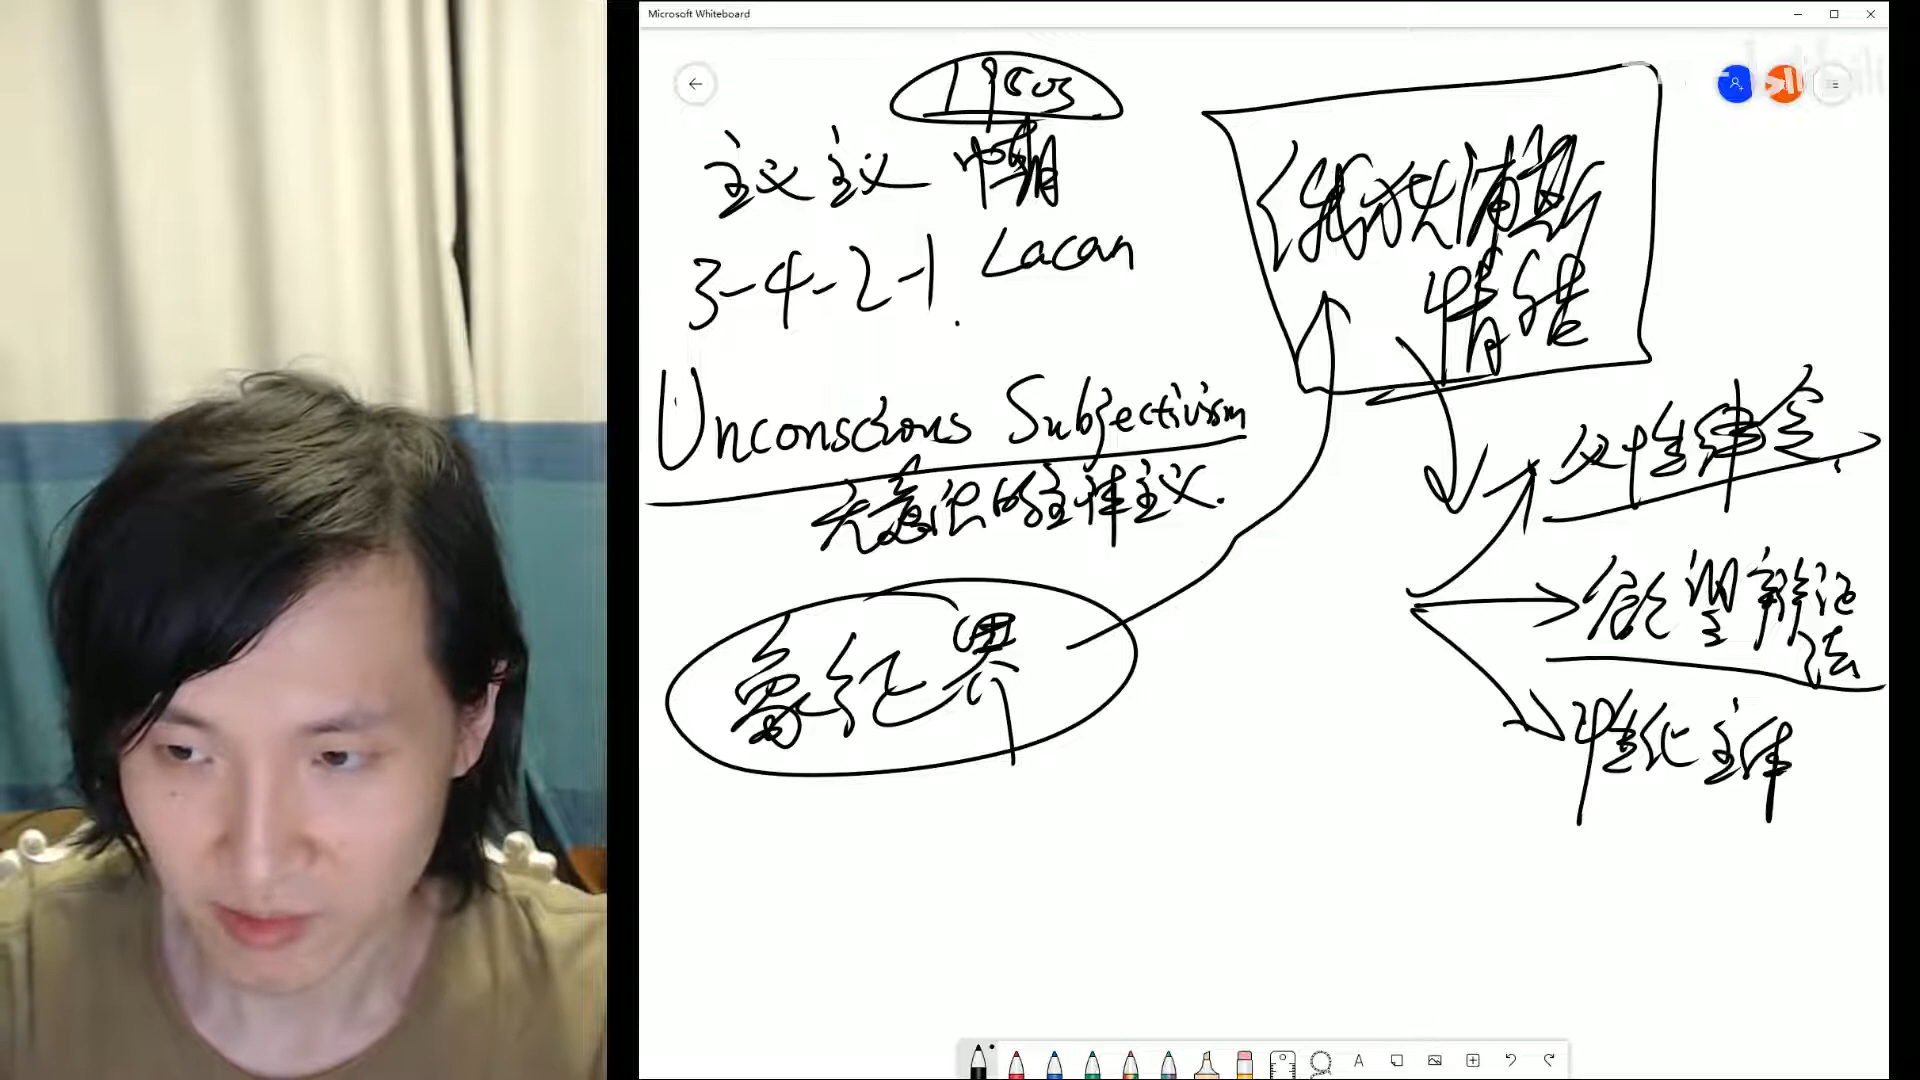 Microsoft Whiteboard
1950s
主义主义 中期
3-4-2-1 Lacan
Unconscious Subjectivism
无意识的主体主义.
象征界
《俄狄浦斯
情结
父性律令
欲望辩证
法
性化主体